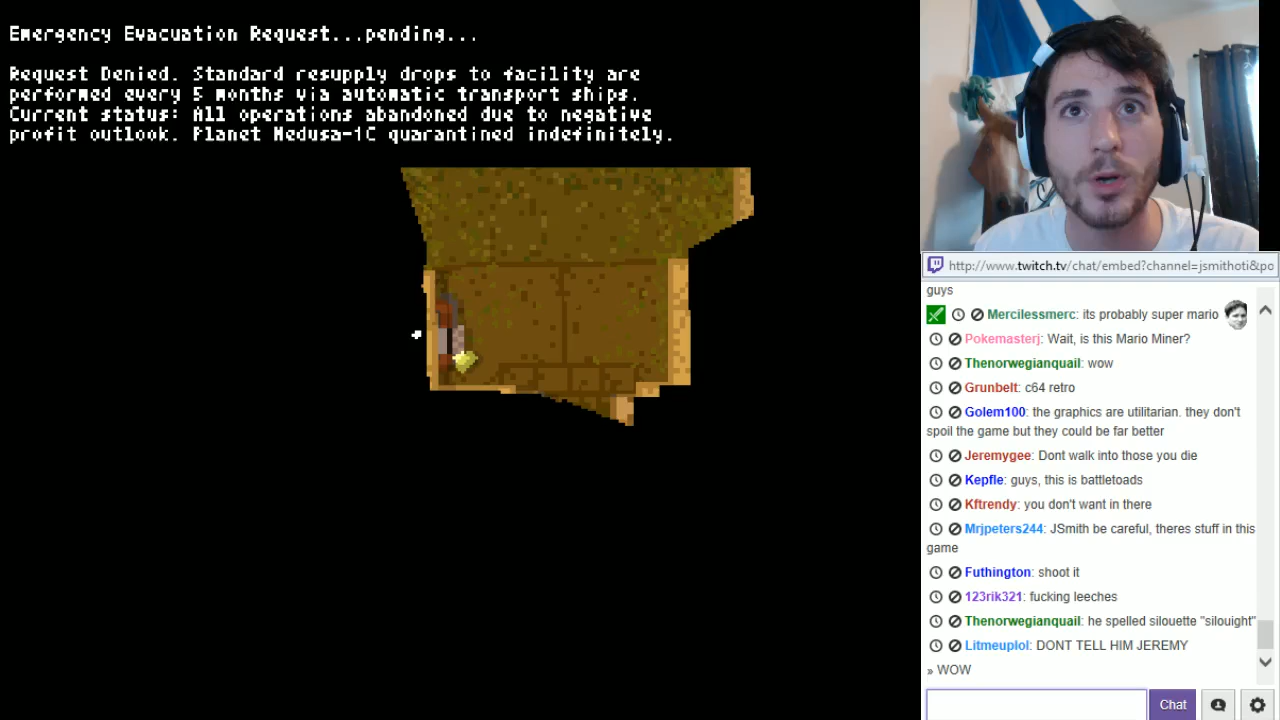 Emergency Evacuation Request...pending...
Request Denied. Standard resupply drops to facility are
performed every 5 months via automatic transport ships.
Current status: All operations abandoned due to negative
profit outlook. Planet Medusa-1C quarantined indefinitely.
http://www.twitch.tv/chat/embed?channel=jsmithoti&po
guys
Mercilessmerc: its probably super mario
Pokemasterj: Wait, is this Mario Miner?
Thenorwegianquail: wow
Grunbelt: c64 retro
Golem100: the graphics are utilitarian. they don't
spoil the game but they could be far better
Jeremygee: Dont walk into those you die
Kepfle: guys, this is battletoads
Kftrendy: you don't want in there
Mrjpeters244: JSmith be careful, theres stuff in this
game
Futhington: shoot it
123rik321: fucking leeches
Thenorwegianquail: he spelled silouette "silouight"
Litmeuplol: DONT TELL HIM JEREMY
» WOW
Chat